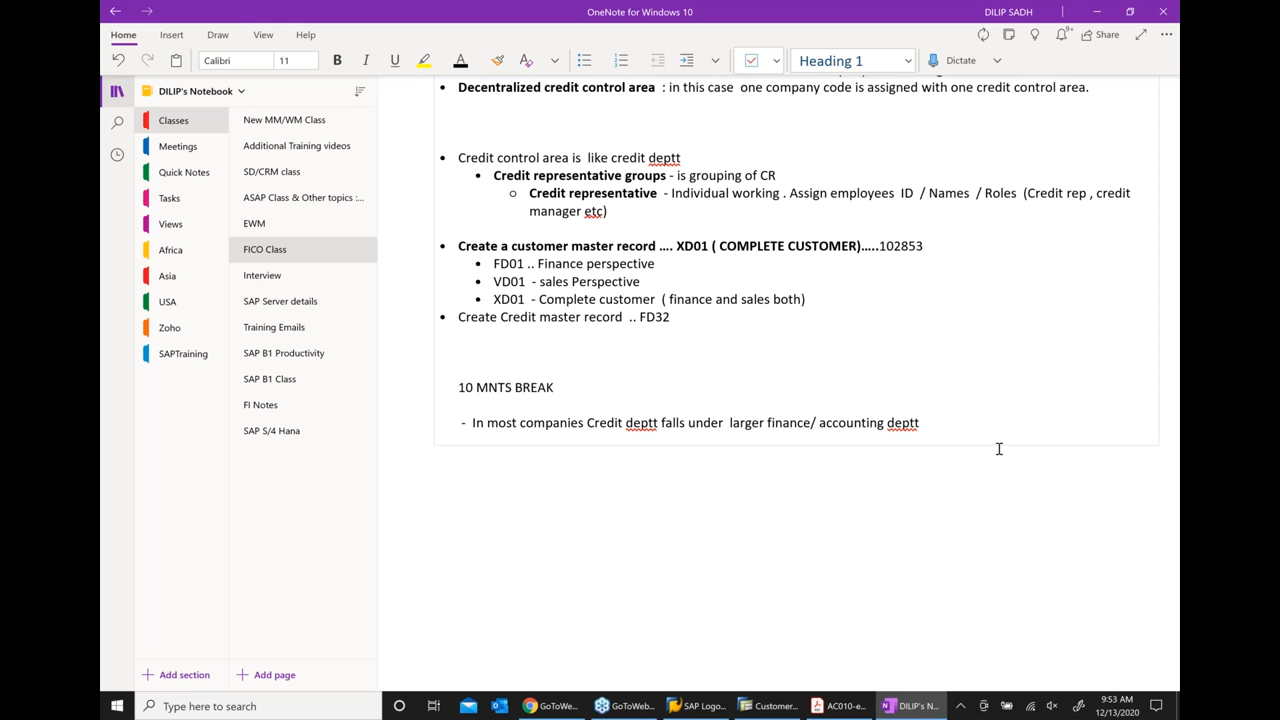 OneNote for Windows 10
DILIP SADH
Home Insert Draw View Help
9+
Share
Calibri 11 B I U A Heading 1 Dictate
DILIP's Notebook
Classes
Meetings
Quick Notes
Tasks
Views
Africa
Asia
USA
Zoho
SAPTraining
Add section
New MM/WM Class
Additional Training videos
SD/CRM class
ASAP Class & Other topics :...
EWM
FICO Class
Interview
SAP Server details
Training Emails
SAP B1 Productivity
SAP B1 Class
FI Notes
SAP S/4 Hana
Add page
• Decentralized credit control area : in this case one company code is assigned with one credit control area.
• Credit control area is like credit deptt
• Credit representative groups - is grouping of CR
○ Credit representative - Individual working . Assign employees ID / Names / Roles (Credit rep , credit
manager etc)
• Create a customer master record .... XD01 ( COMPLETE CUSTOMER).....102853
• FD01 .. Finance perspective
• VD01 - sales Perspective
• XD01 - Complete customer ( finance and sales both)
• Create Credit master record .. FD32
10 MNTS BREAK
- In most companies Credit deptt falls under larger finance/ accounting deptt
Type here to search
GoToWe...
GoToWeb...
SAP Logo...
Customer...
AC010-e...
DILIP's N...
9:53 AM
12/13/2020